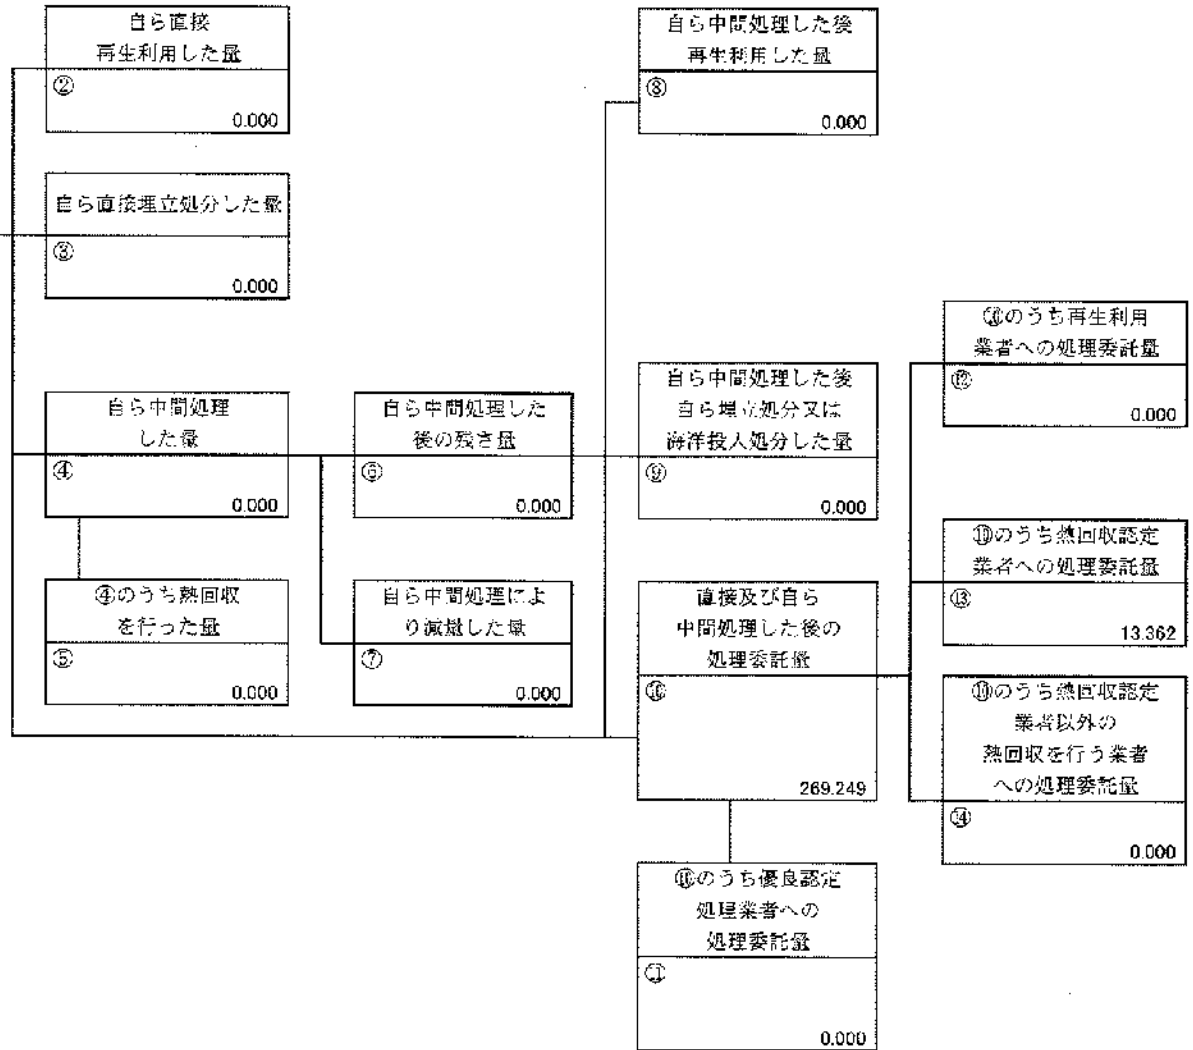 自ら直接
再生利用した量
②
0.000
自ら中間処理した後
再生利用した量
⑧
0.000
自ら直接埋立処分した量
③
0.000
⑩のうち再生利用
業者への処理委託量
⑫
0.000
自ら中間処理
した量
④
0.000
自ら中間処理した
後の残さ量
⑥
0.000
自ら中間処理した後
自ら埋立処分又は
海洋投入処分した量
⑨
0.000
⑩のうち熱回収認定
業者への処理委託量
⑬
13.362
④のうち熱回収
を行った量
⑤
0.000
自ら中間処理によ
り減量した量
⑦
0.000
直接及び自ら
中間処理した後の
処理委託量
⑩
269.249
⑩のうち熱回収認定
業者以外の
熱回収を行う業者
への処理委託量
⑭
0.000
⑩のうち優良認定
処理業者への
処理委託量
⑪
0.000